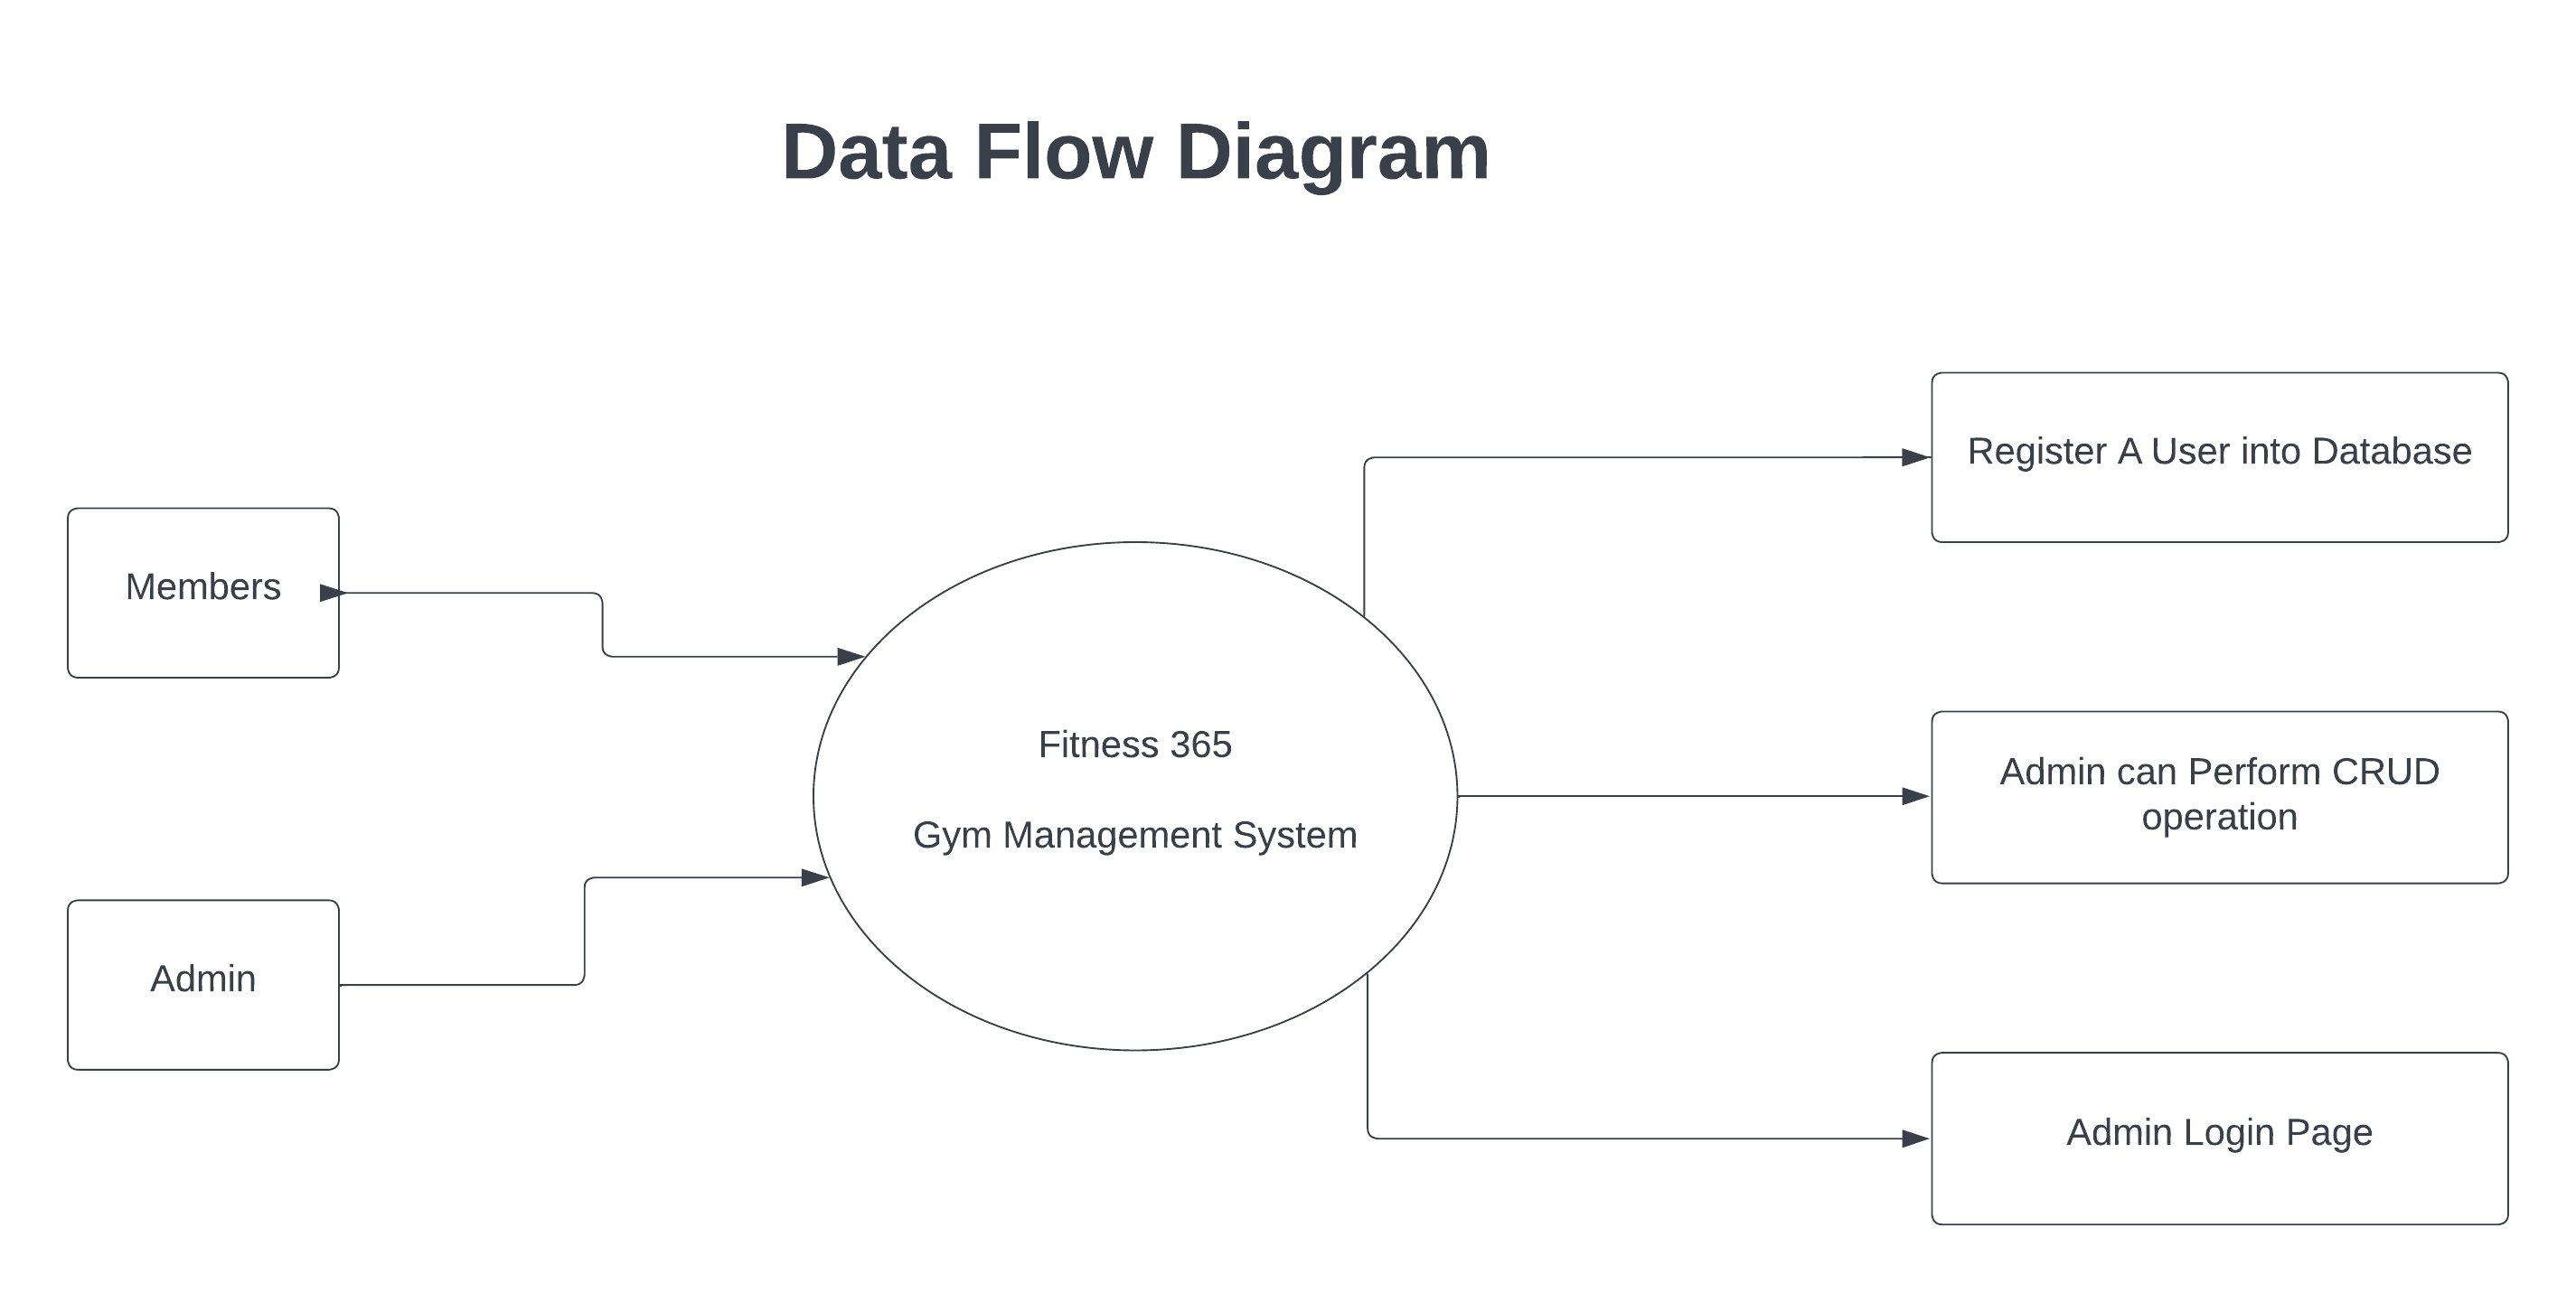 Data Flow Diagram
Register A User into Database
Members
Fitness 365
Gym Management System
Admin can Perform CRUD
operation
Admin
Admin Login Page